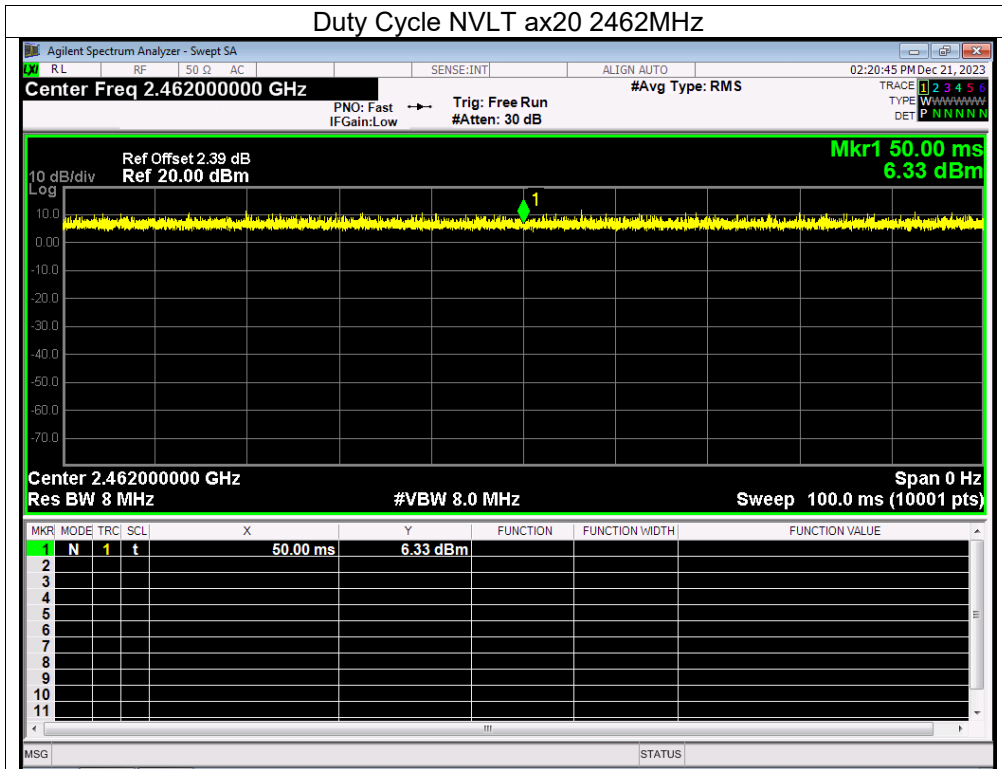 Duty Cycle NVLT ax20 2462MHz
Agilent Spectrum Analyzer - Swept SA
LXI RL RF 50 Ω AC SENSE:INT ALIGN AUTO 02:20:45 PM Dec 21, 2023
Center Freq 2.462000000 GHz #Avg Type: RMS TRACE 1 2 3 4 5 6
PNO: Fast Trig: Free Run TYPE WWWWWW
IFGain:Low #Atten: 30 dB DET P N N N N N
Mkr1 50.00 ms
Ref Offset 2.39 dB
10 dB/div Ref 20.00 dBm 6.33 dBm
Log
1
10.0
0.00
-10.0
-20.0
-30.0
-40.0
-50.0
-60.0
-70.0
Center 2.462000000 GHz Span 0 Hz
Res BW 8 MHz #VBW 8.0 MHz Sweep 100.0 ms (10001 pts)
MKR MODE TRC SCL X Y FUNCTION FUNCTION WIDTH FUNCTION VALUE
1 N 1 t 50.00 ms 6.33 dBm
2
3
4
5
6
7
8
9
10
11
MSG STATUS